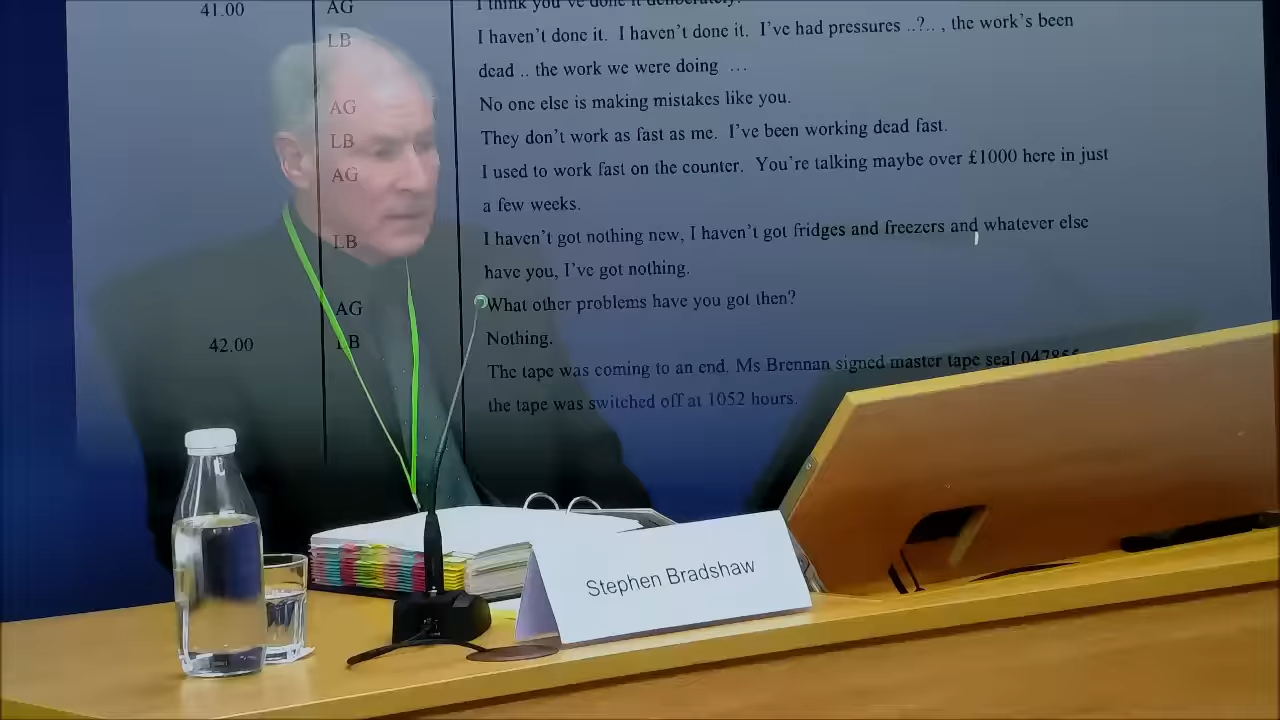 41.00 AG I think you've done it deliberately.
LB I haven't done it. I haven't done it. I've had pressures ..?.. , the work's been
dead .. the work we were doing ...
AG No one else is making mistakes like you.
LB They don't work as fast as me. I've been working dead fast.
AG I used to work fast on the counter. You're talking maybe over £1000 here in just
a few weeks.
LB I haven't got nothing new, I haven't got fridges and freezers and whatever else
have you, I've got nothing.
AG What other problems have you got then?
42.00 LB Nothing.
The tape was coming to an end. Ms Brennan signed master tape seal
the tape was switched off at 1052 hours.
Stephen Bradshaw